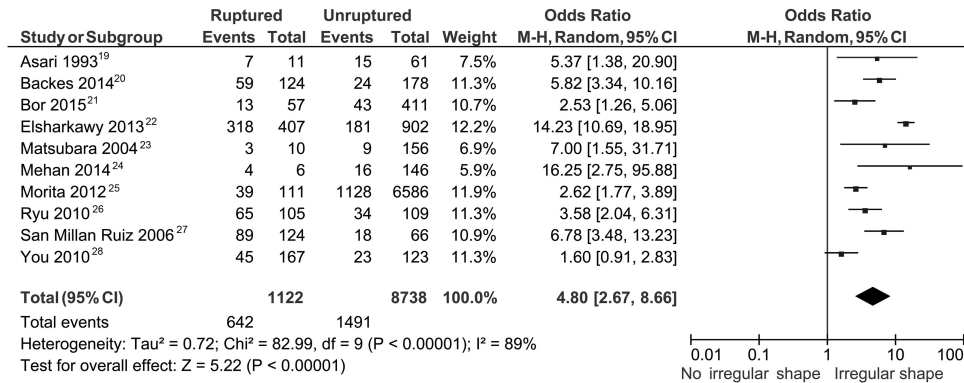 Ruptured Unruptured Odds Ratio Odds Ratio
Study or Subgroup Events Total Events Total Weight M-H, Random, 95% CI M-H, Random, 95% CI
Asari 1993¹⁹ 7 11 15 61 7.5% 5.37 [1.38, 20.90]
Backes 2014²⁰ 59 124 24 178 11.3% 5.82 [3.34, 10.16]
Bor 2015²¹ 13 57 43 411 10.7% 2.53 [1.26, 5.06]
Elsharkawy 2013²² 318 407 181 902 12.2% 14.23 [10.69, 18.95]
Matsubara 2004²³ 3 10 9 156 6.9% 7.00 [1.55, 31.71]
Mehan 2014²⁴ 4 6 16 146 5.9% 16.25 [2.75, 95.88]
Morita 2012²⁵ 39 111 1128 6586 11.9% 2.62 [1.77, 3.89]
Ryu 2010²⁶ 65 105 34 109 11.3% 3.58 [2.04, 6.31]
San Millan Ruiz 2006²⁷ 89 124 18 66 10.9% 6.78 [3.48, 13.23]
You 2010²⁸ 45 167 23 123 11.3% 1.60 [0.91, 2.83]
Total (95% CI) 1122 8738 100.0% 4.80 [2.67, 8.66]
Total events 642 1491
Heterogeneity: Tau² = 0.72; Chi² = 82.99, df = 9 (P < 0.00001); I² = 89%
Test for overall effect: Z = 5.22 (P < 0.00001)
0.01 0.1 1 10 100
No irregular shape Irregular shape